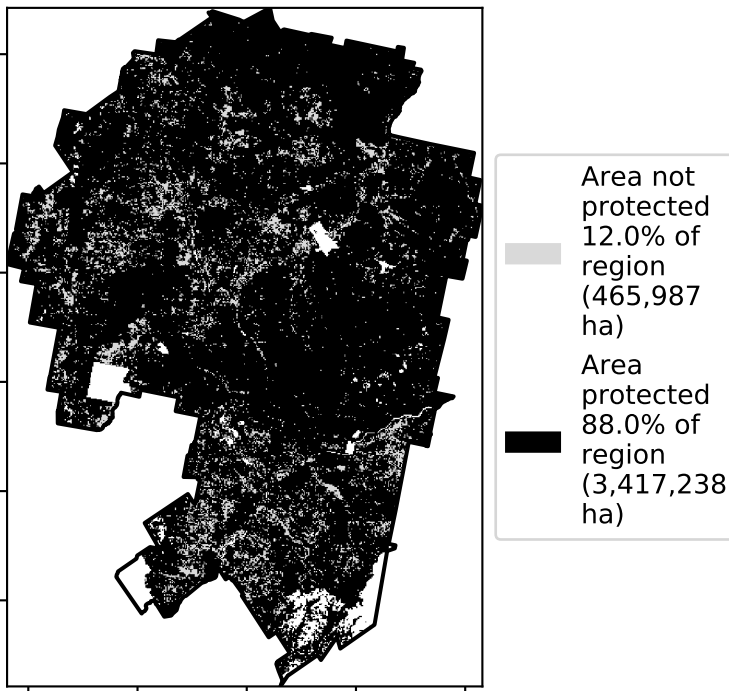 Area not
protected
12.0% of
region
(465,987
ha)
Area
protected
88.0% of
region
(3,417,238
ha)